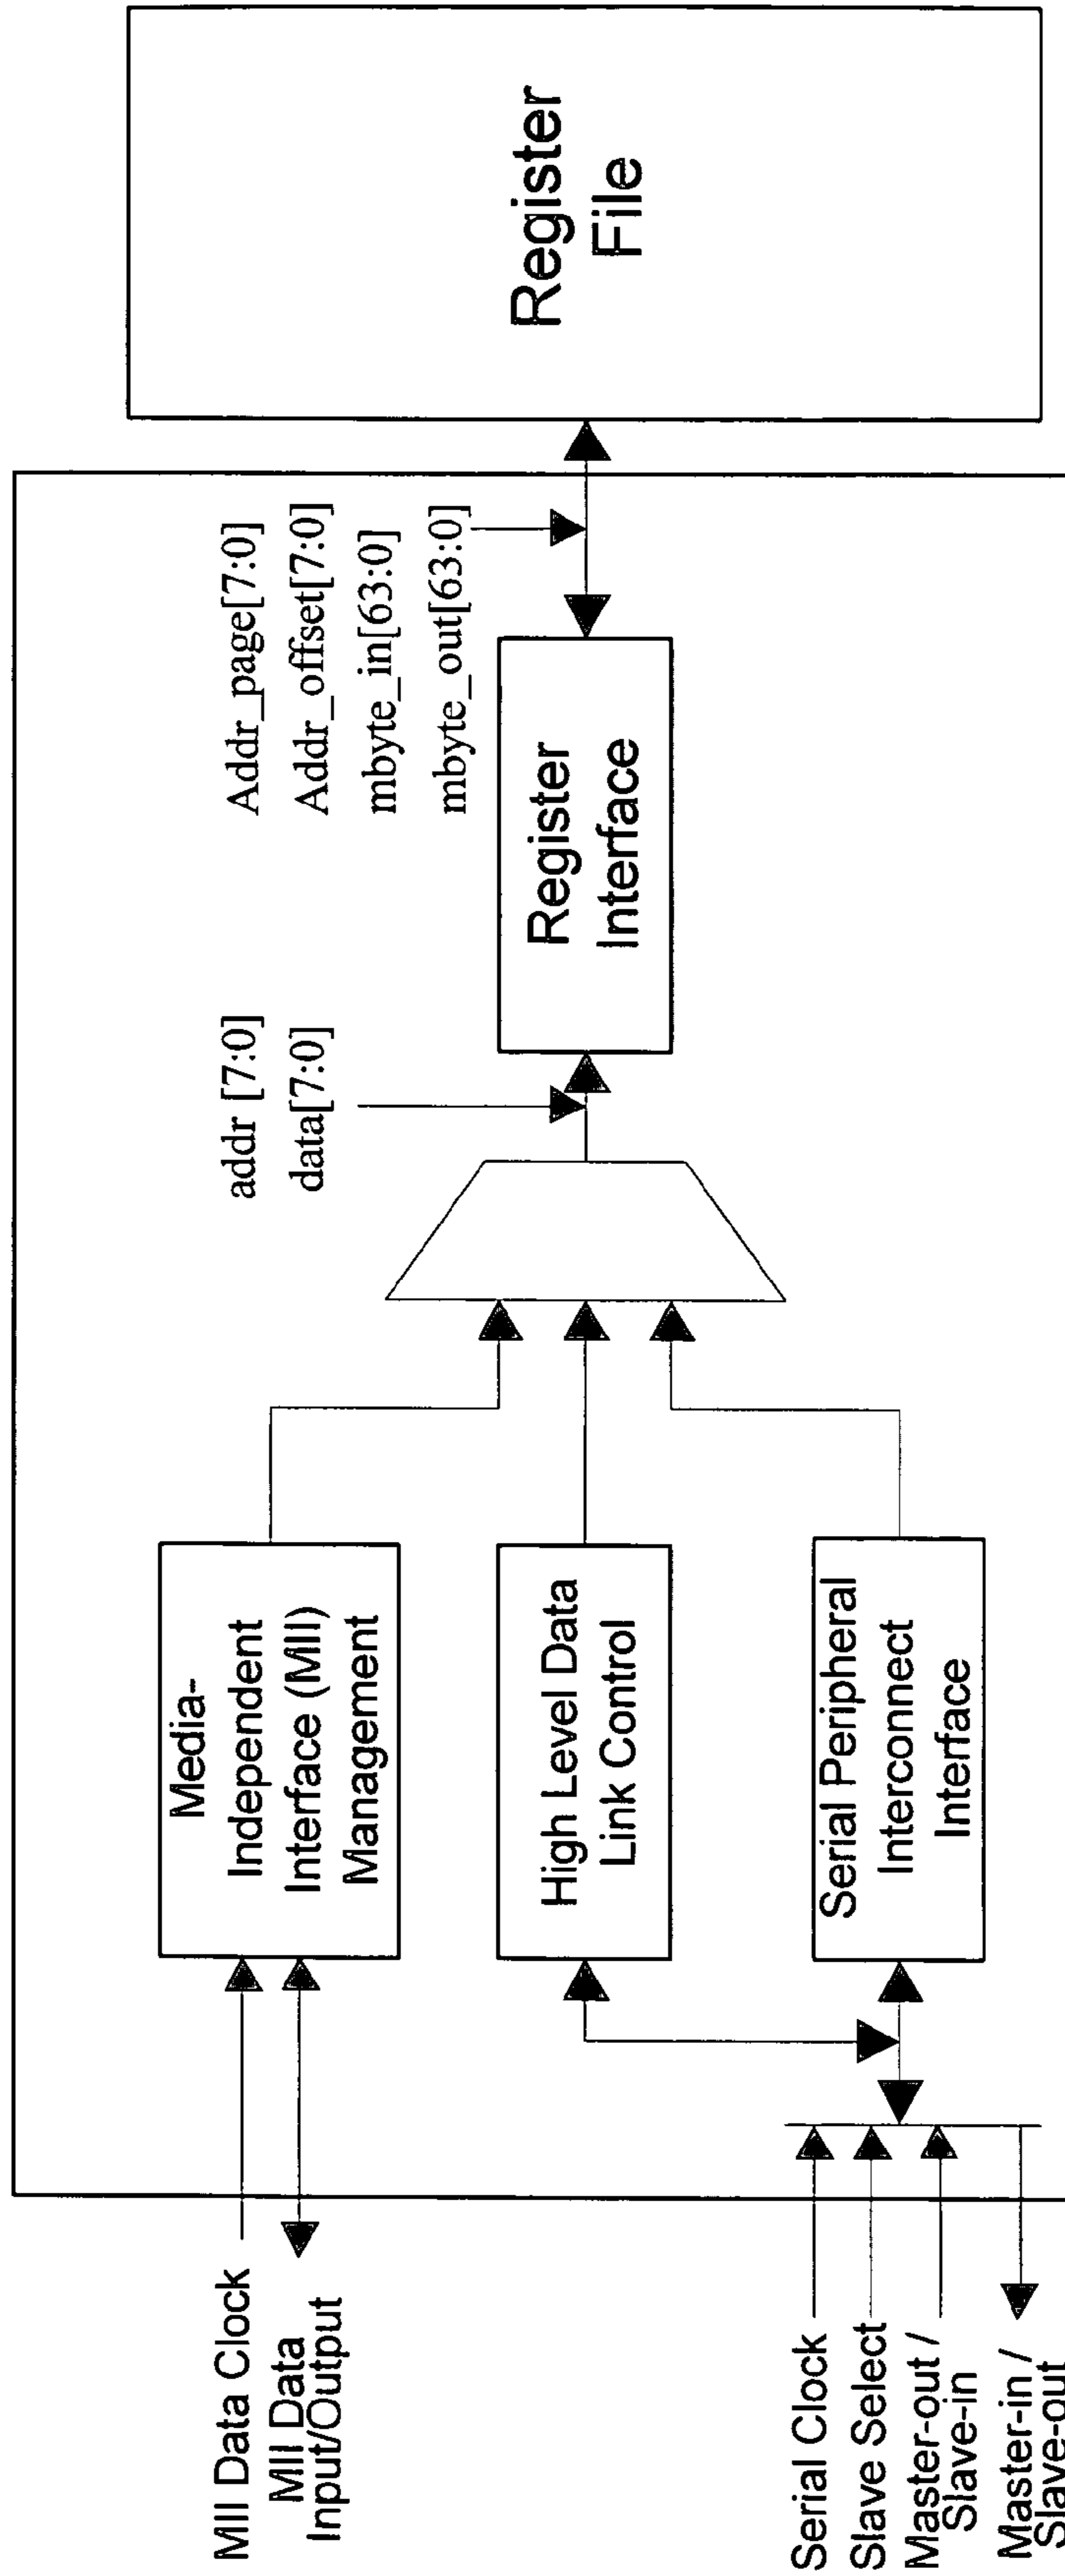 MII Data Clock
MII Data
Input/Output
Serial Clock
Slave Select
Master-out /
Slave-in
Master-in /
Slave-out
Media-
Independent
Interface (MII)
Management
High Level Data
Link Control
Serial Peripheral
Interconnect
Interface
addr [7:0]
data[7:0]
Register
Interface
Addr_page[7:0]
Addr_offset[7:0]
mbyte_in[63:0]
mbyte_out[63:0]
Register
File